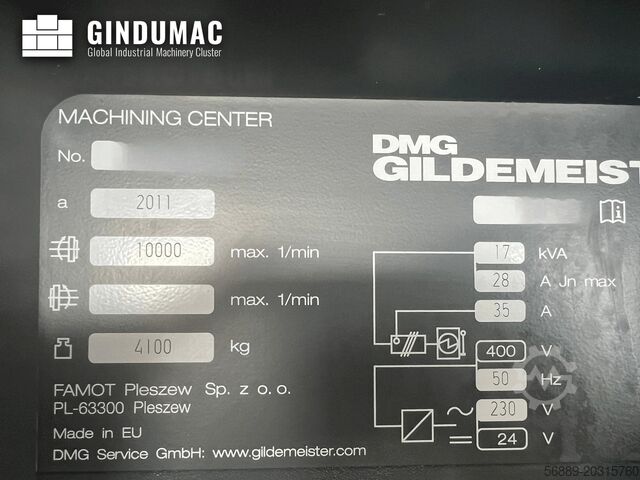 GINDUMAC
Global Industrial Machinery Cluster
MACHINING CENTER
No.
DMG
GILDEMEIST
a 2011
10000 max. 1/min
max. 1/min
4100 kg
17 kVA
28 A Jn max
35 A
400 V
50 Hz
230 V
24 V
FAMOT Pleszew Sp. z o.o.
PL-63300 Pleszew
Made in EU
DMG Service GmbH: www.gildemeister.com
56889-20315760